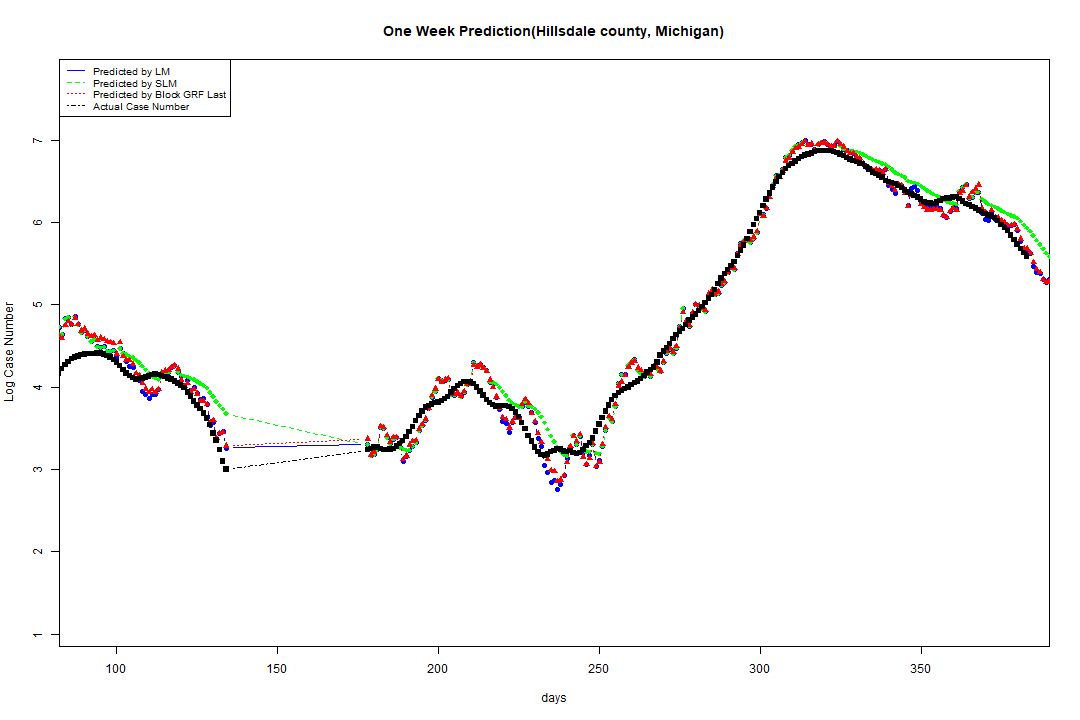 One Week Prediction(Hillsdale county, Michigan)
Predicted by LM
Predicted by SLM
Predicted by Block GRF Last
Actual Case Number
7
6
5
4
3
2
1
Log Case Number
100 150 200 250 300 350
days